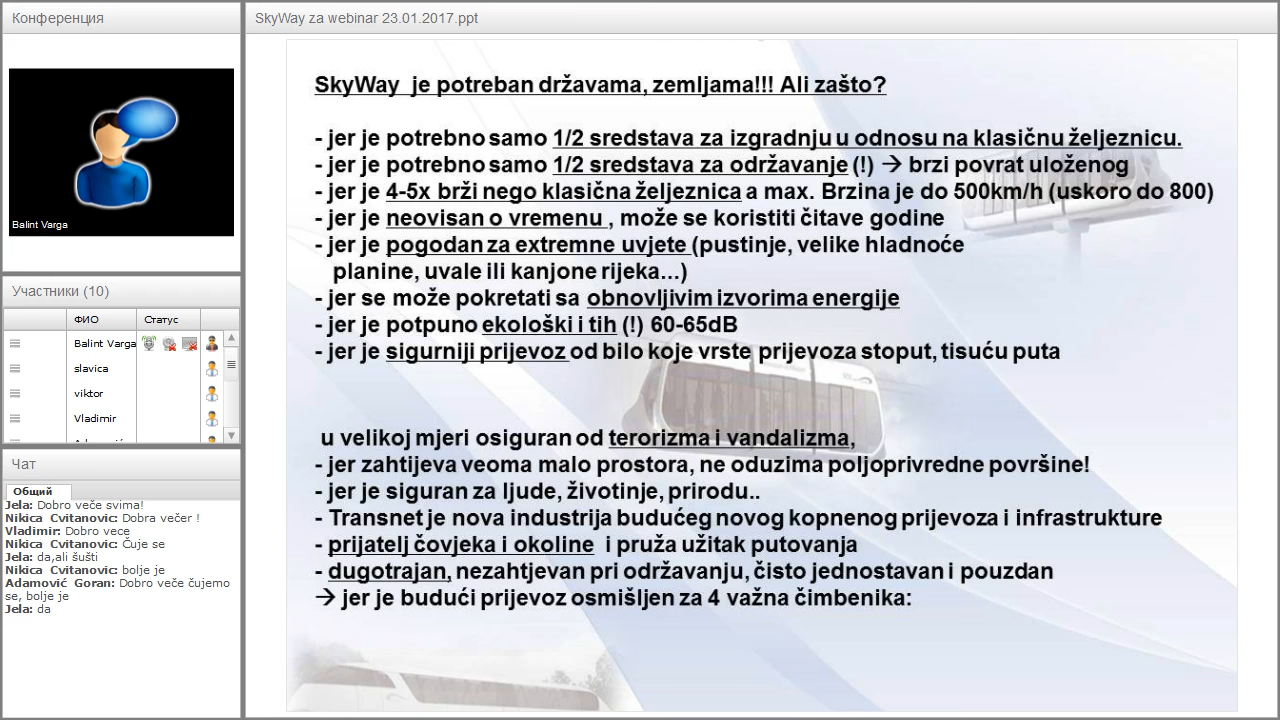 Конференция
Balint Varga
Участники (10)
ФИО Статус
Balint Varga
slavica
viktor
Vladimir
Чат
Общий
Jela: Dobro veče svima!
Nikica Cvitanovic: Dobra večer !
Vladimir: Dobro vece
Nikica Cvitanovic: Čuje se
Jela: da,ali šušti
Nikica Cvitanovic: bolje je
Adamović Goran: Dobro veče čujemo
se, bolje je
Jela: da
SkyWay za webinar 23.01.2017.ppt
SkyWay je potreban državama, zemljama!!! Ali zašto?
- jer je potrebno samo 1/2 sredstava za izgradnju u odnosu na klasičnu željeznicu.
- jer je potrebno samo 1/2 sredstava za održavanje (!) → brzi povrat uloženog
- jer je 4-5x brži nego klasična željeznica a max. Brzina je do 500km/h (uskoro do 800)
- jer je neovisan o vremenu , može se koristiti čitave godine
- jer je pogodan za extremne uvjete (pustinje, velike hladnoće
planine, uvale ili kanjone rijeka...)
- jer se može pokretati sa obnovljivim izvorima energije
- jer je potpuno ekološki i tih (!) 60-65dB
- jer je sigurniji prijevoz od bilo koje vrste prijevoza stoput, tisuću puta
u velikoj mjeri osiguran od terorizma i vandalizma,
- jer zahtijeva veoma malo prostora, ne oduzima poljoprivredne površine!
- jer je siguran za ljude, životinje, prirodu..
- Transnet je nova industrija budućeg novog kopnenog prijevoza i infrastrukture
- prijatelj čovjeka i okoline i pruža užitak putovanja
- dugotrajan, nezahtjevan pri održavanju, čisto jednostavan i pouzdan
→ jer je budući prijevoz osmišljen za 4 važna čimbenika: